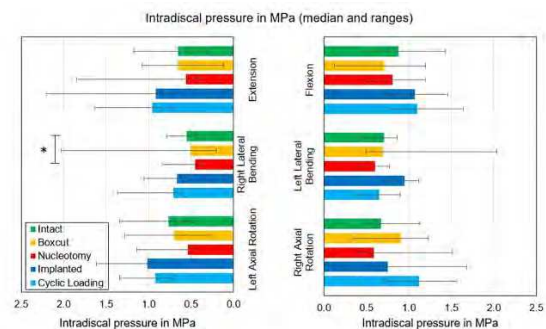 Intradiscal pressure in MPa (median and ranges)
Extension
Right Lateral
Bending
Left Axial Rotation
*
Intact
Boxcut
Nucleotomy
Implanted
Cyclic Loading
2.5 2.0 1.5 1.0 0.5 0.0
Intradiscal pressure in MPa
Flexion
Left Lateral
Bending
Right Axial
Rotation
0.0 0.5 1.0 1.5 2.0 2.5
Intradiscal pressure in MPa